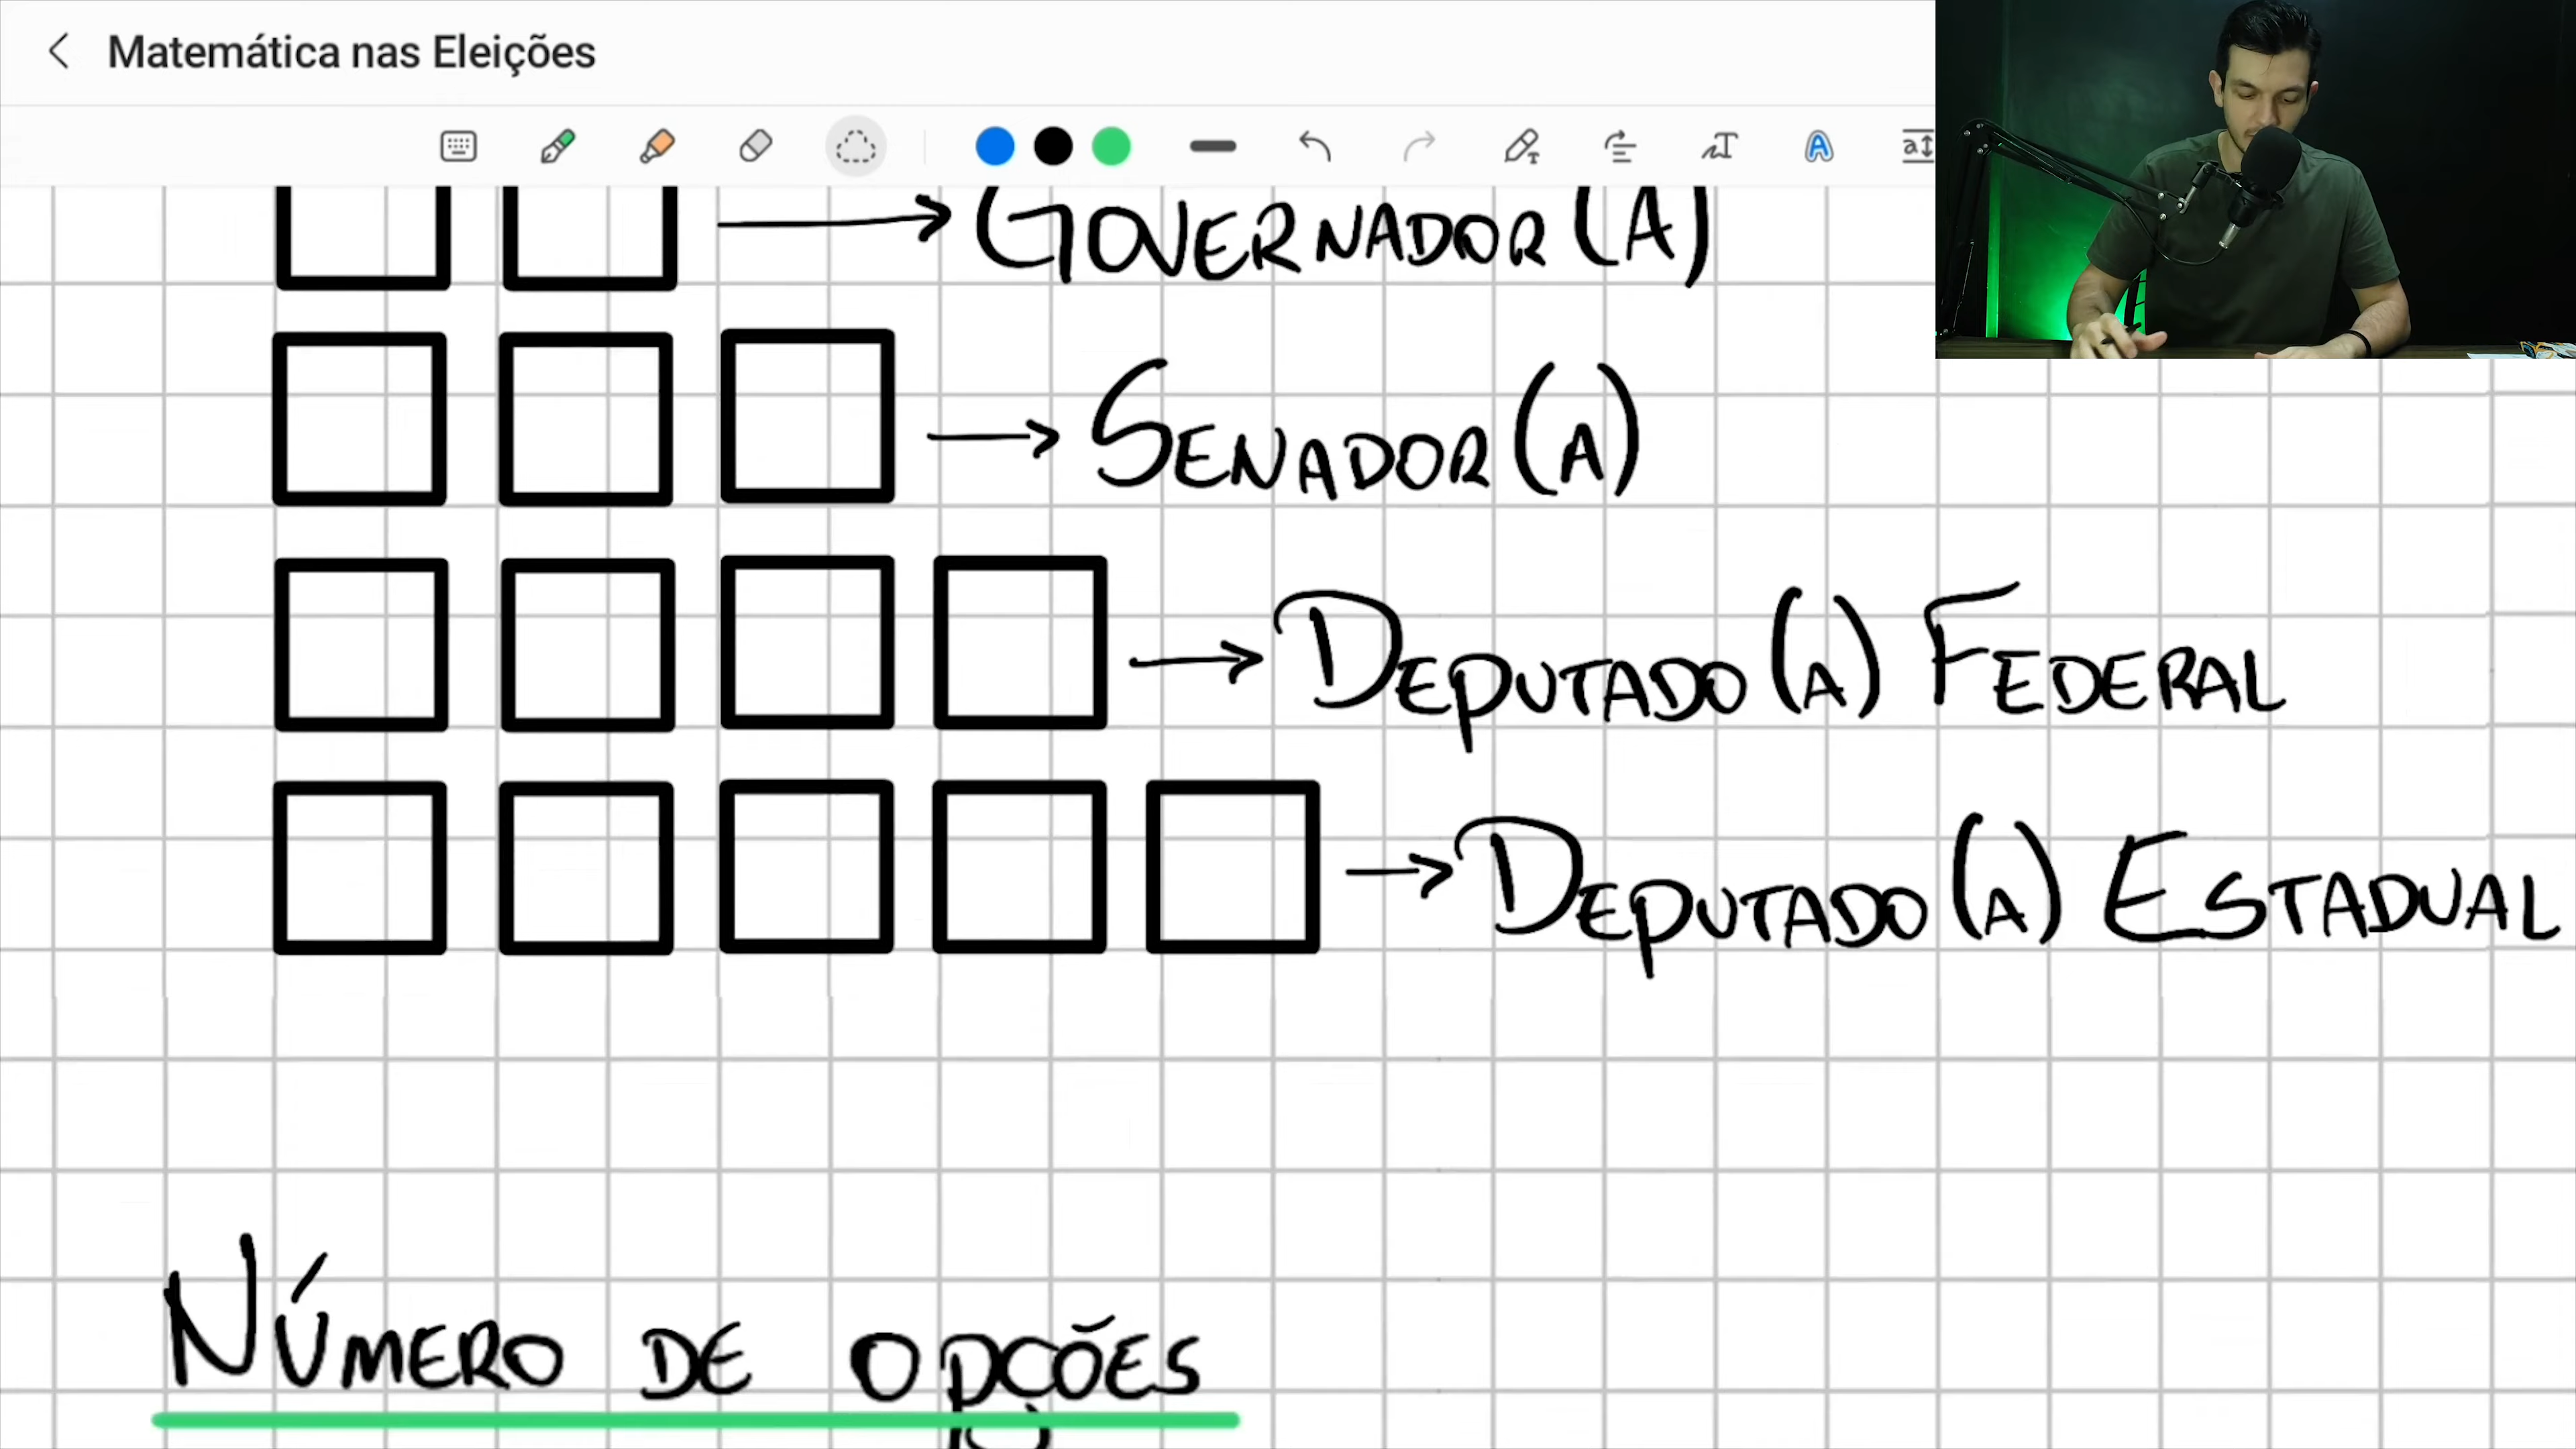 Matemática nas Eleições
GOVERNADOR(A)
SENADOR(A)
DEPUTADO(A) FEDERAL
DEPUTADO(A) ESTADUAL
NÚMERO DE OPÇÕES